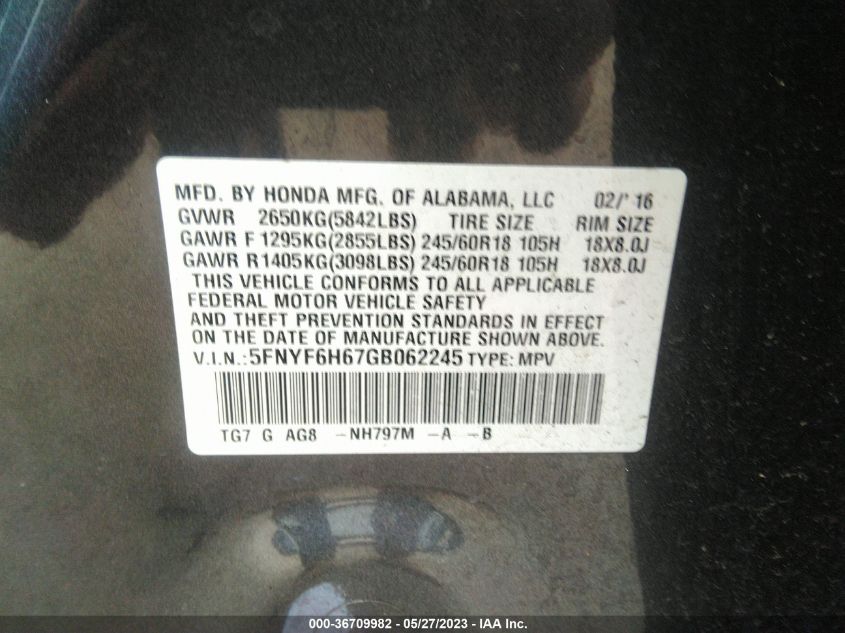 MFD. BY HONDA MFG. OF ALABAMA, LLC 02/' 16
GVWR 2650KG(5842LBS) TIRE SIZE RIM SIZE
GAWR F 1295KG(2855LBS) 245/60R18 105H 18X8.0J
GAWR R1405KG(3098LBS) 245/60R18 105H 18X8.0J
THIS VEHICLE CONFORMS TO ALL APPLICABLE
FEDERAL MOTOR VEHICLE SAFETY
AND THEFT PREVENTION STANDARDS IN EFFECT
ON THE DATE OF MANUFACTURE SHOWN ABOVE.
V.I.N.: 5FNYF6H67GB062245 TYPE: MPV
TG7 G AG8 -NH797M -A -B
000-36709982 - 05/27/2023 - © IAA Inc.